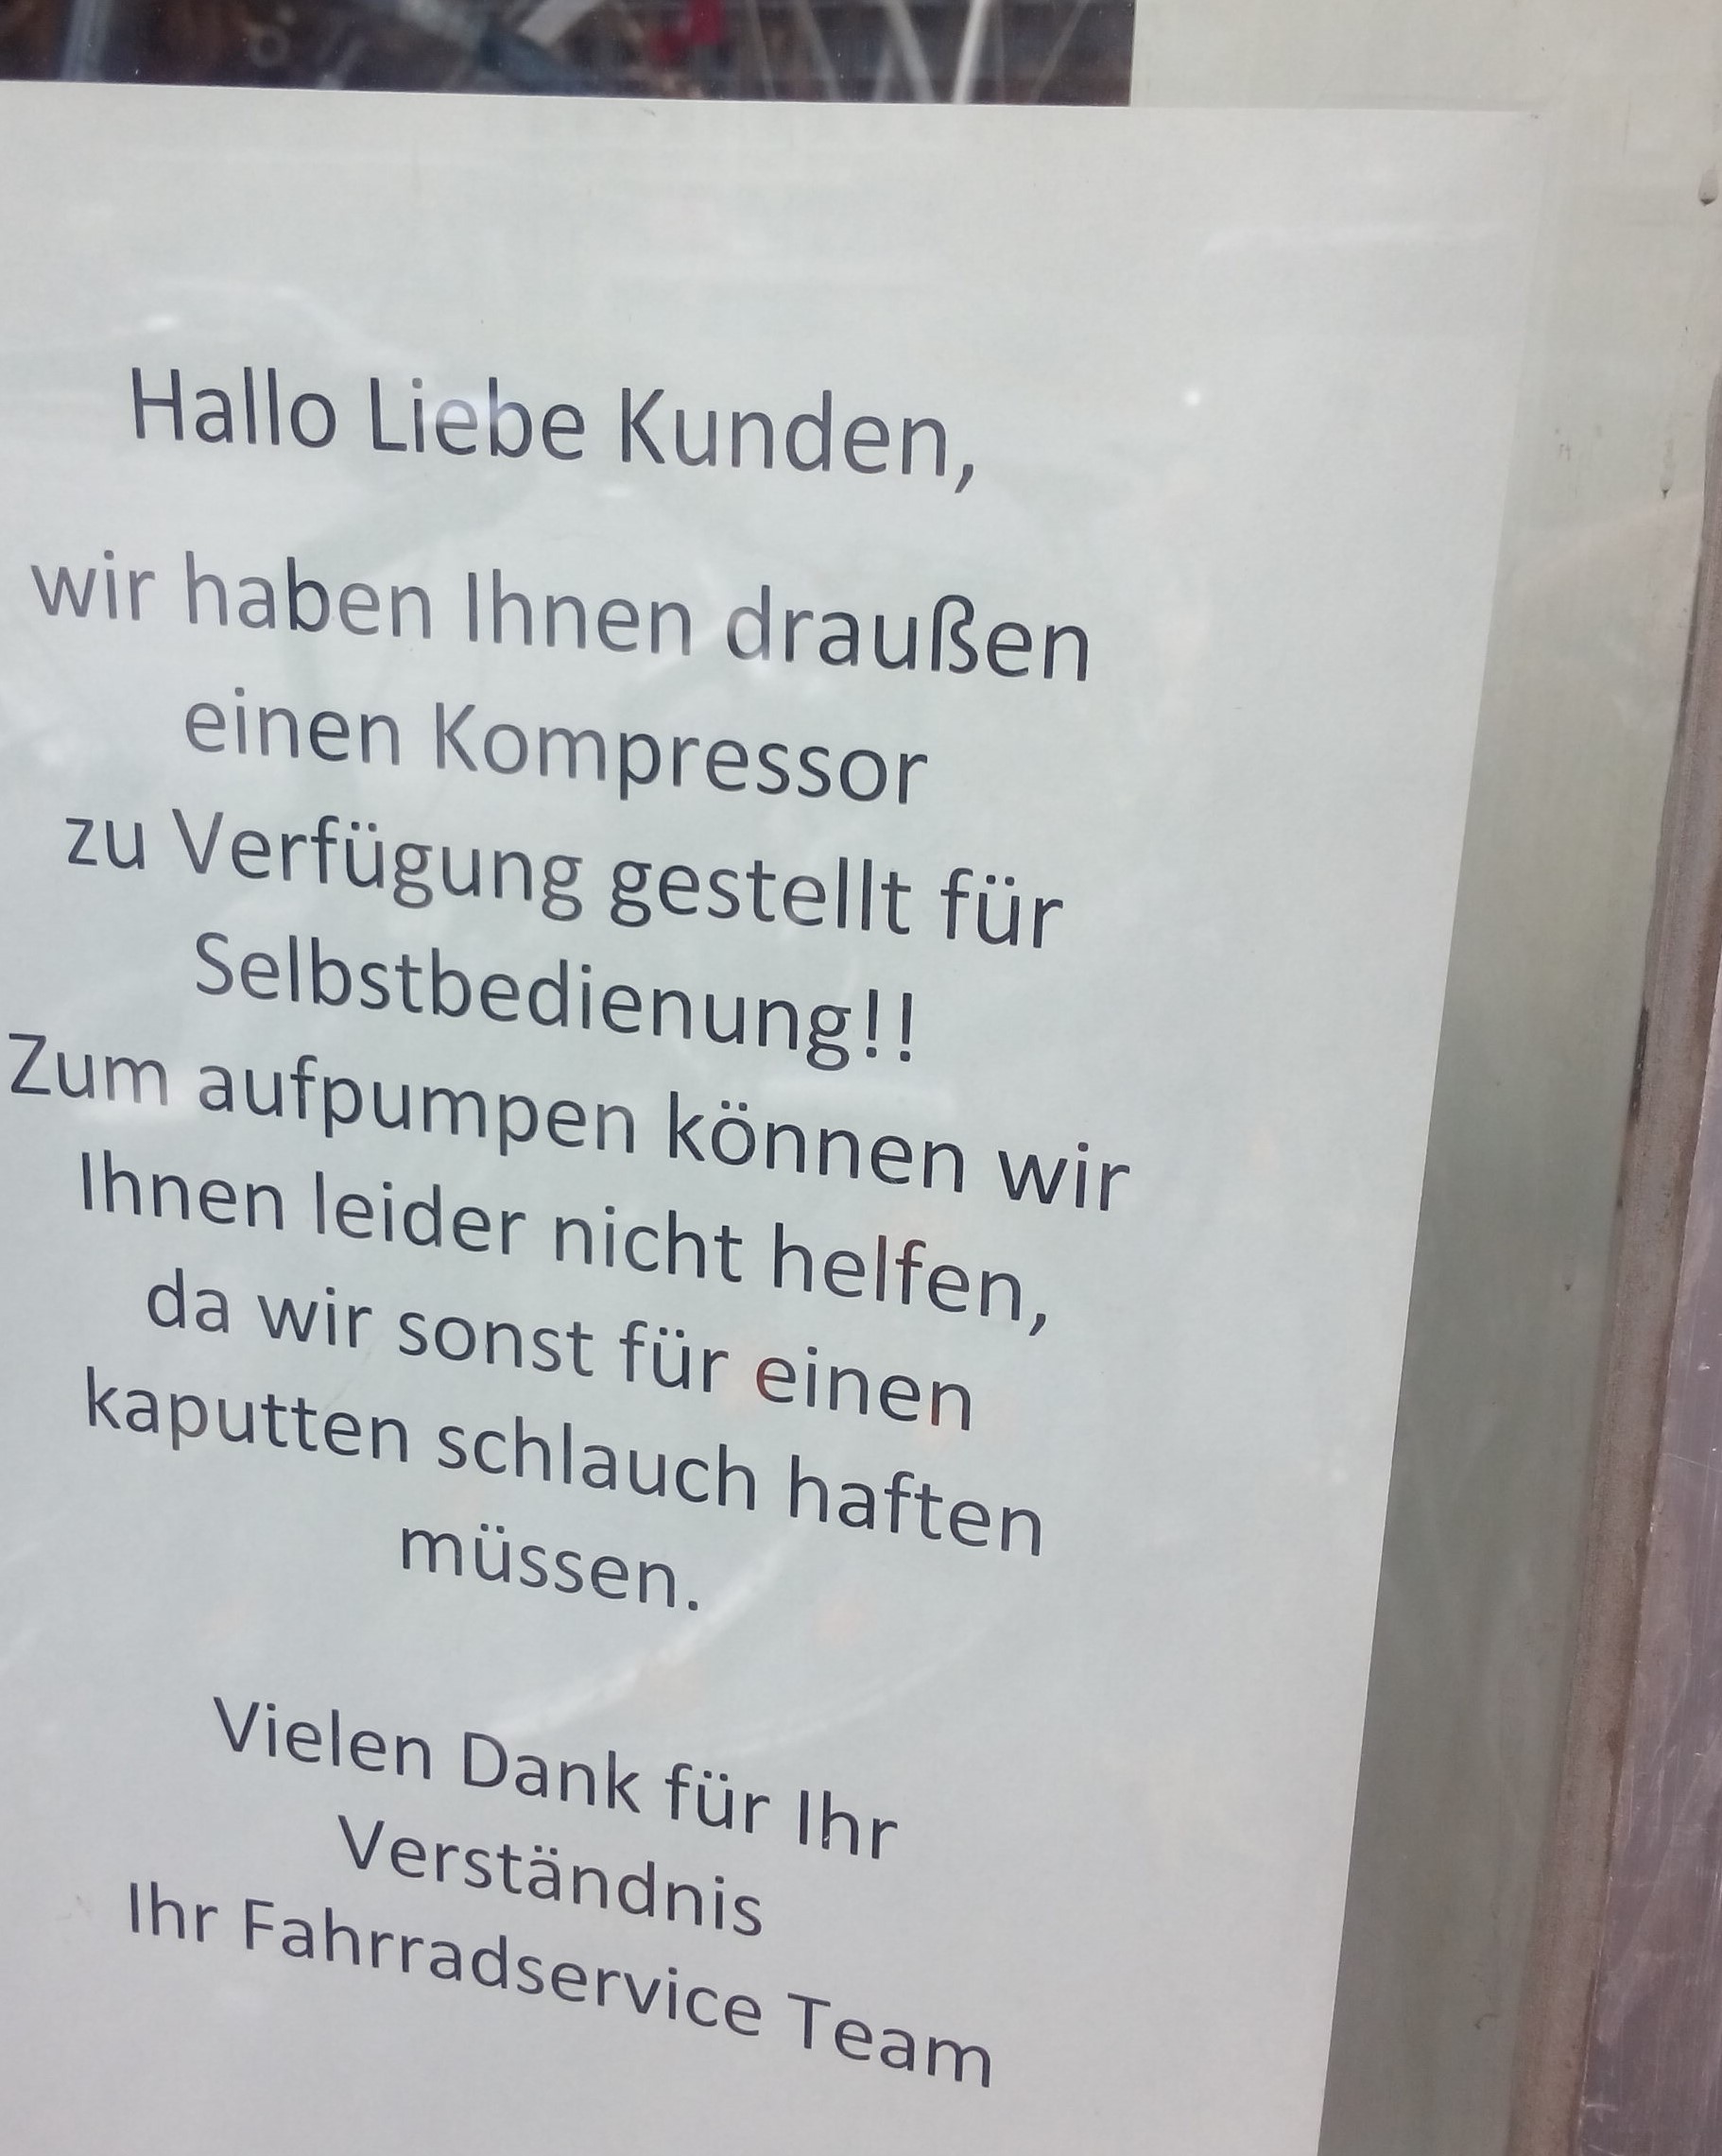 Hallo Liebe Kunden,
wir haben Ihnen draußen
einen Kompressor
zu Verfügung gestellt für
Selbstbedienung!!
Zum aufpumpen können wir
Ihnen leider nicht helfen,
da wir sonst für einen
kaputten schlauch haften
müssen.
Vielen Dank für Ihr
Verständnis
Ihr Fahrradservice Team